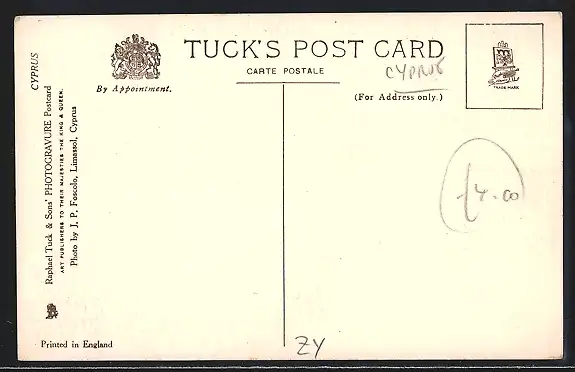 TUCK'S POST CARD
CARTE POSTALE
CYPRUS
By Appointment.
(For Address only.)
TRADE MARK
CYPRUS
Raphael Tuck & Sons' PHOTOGRAVURE Postcard
ART PUBLISHERS TO THEIR MAJESTIES THE KING & QUEEN.
Photo by J. P. Foscolo, Limassol, Cyprus
£4.00
Printed in England
ZY